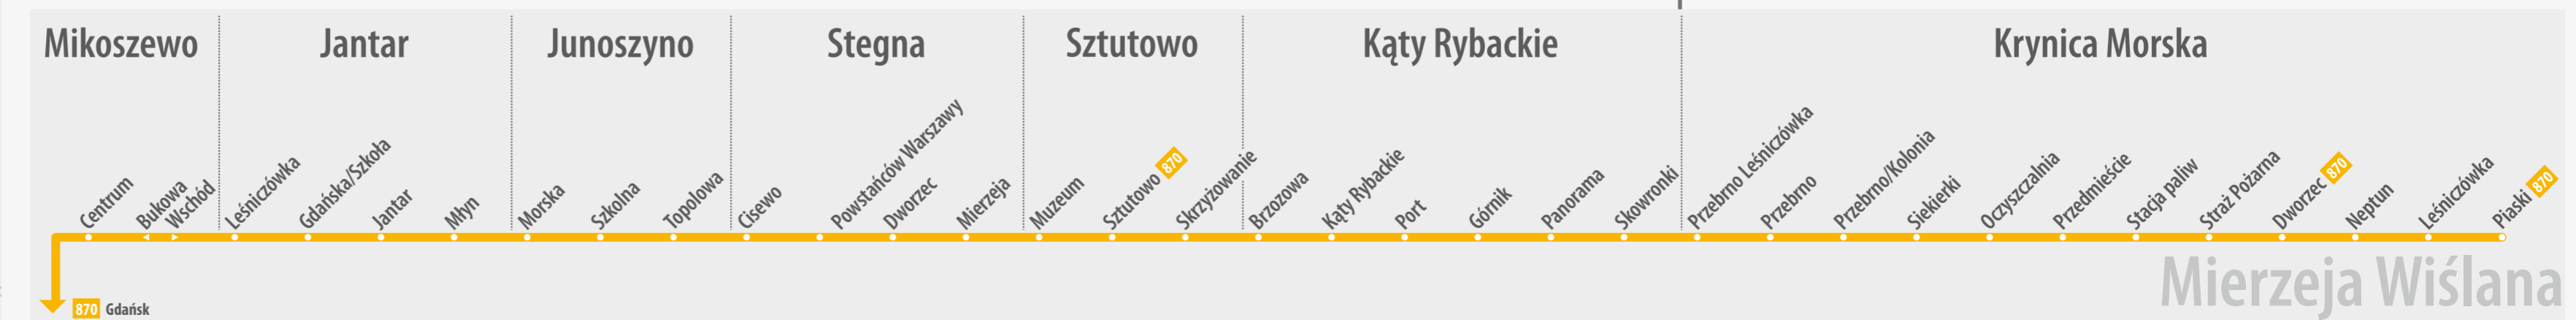 Mikoszewo
Jantar
Junoszyno
Stegna
Sztutowo
Kąty Rybackie
Krynica Morska
Centrum
Bukowa
Wschód
Leśniczówka
Gdańska/Szkoła
Jantar
Młyn
Morska
Szkolna
Topolowa
Cisewo
Powstańców Warszawy
Dworzec
Mierzeja
Muzeum
Sztutowo 870
Skrzyżowanie
Brzozowa
Kąty Rybackie
Port
Górnik
Panorama
Skowronki
Przebrno Leśniczówka
Przebrno
Przebrno/Kolonia
Siekierki
Oczyszczalnia
Przedmieście
Stacja paliw
Straż Pożarna
Dworzec 870
Neptun
Leśniczówka
Piaski 870
Mierzeja Wiślana
870 Gdańsk